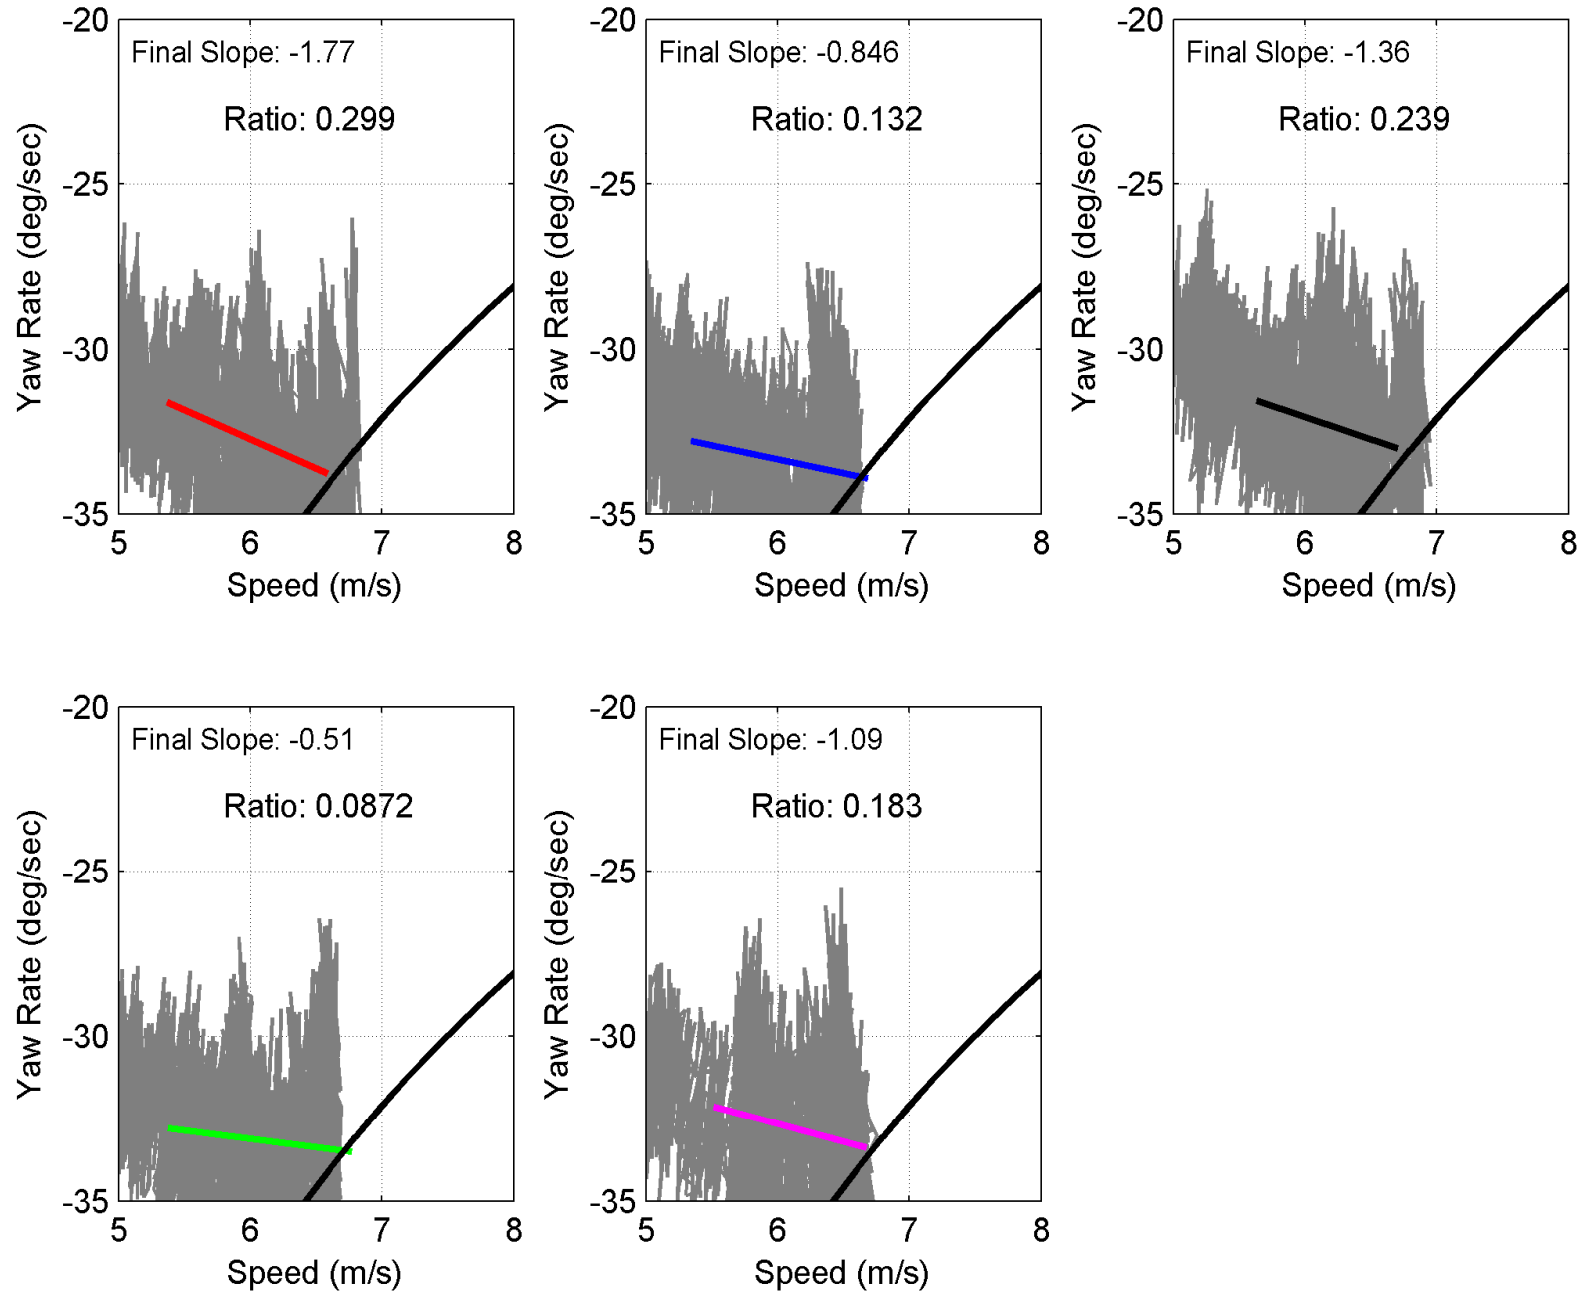 Final Slope: -1.77
Ratio: 0.299
Yaw Rate (deg/sec)
-20
-25
-30
-35
5 6 7 8
Speed (m/s)
Final Slope: -0.846
Ratio: 0.132
Yaw Rate (deg/sec)
-20
-25
-30
-35
5 6 7 8
Speed (m/s)
Final Slope: -1.36
Ratio: 0.239
Yaw Rate (deg/sec)
-20
-25
-30
-35
5 6 7 8
Speed (m/s)
Final Slope: -0.51
Ratio: 0.0872
Yaw Rate (deg/sec)
-20
-25
-30
-35
5 6 7 8
Speed (m/s)
Final Slope: -1.09
Ratio: 0.183
Yaw Rate (deg/sec)
-20
-25
-30
-35
5 6 7 8
Speed (m/s)